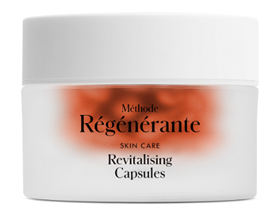 Méthode
Régénérante
SKIN CARE
Revitalising
Capsules